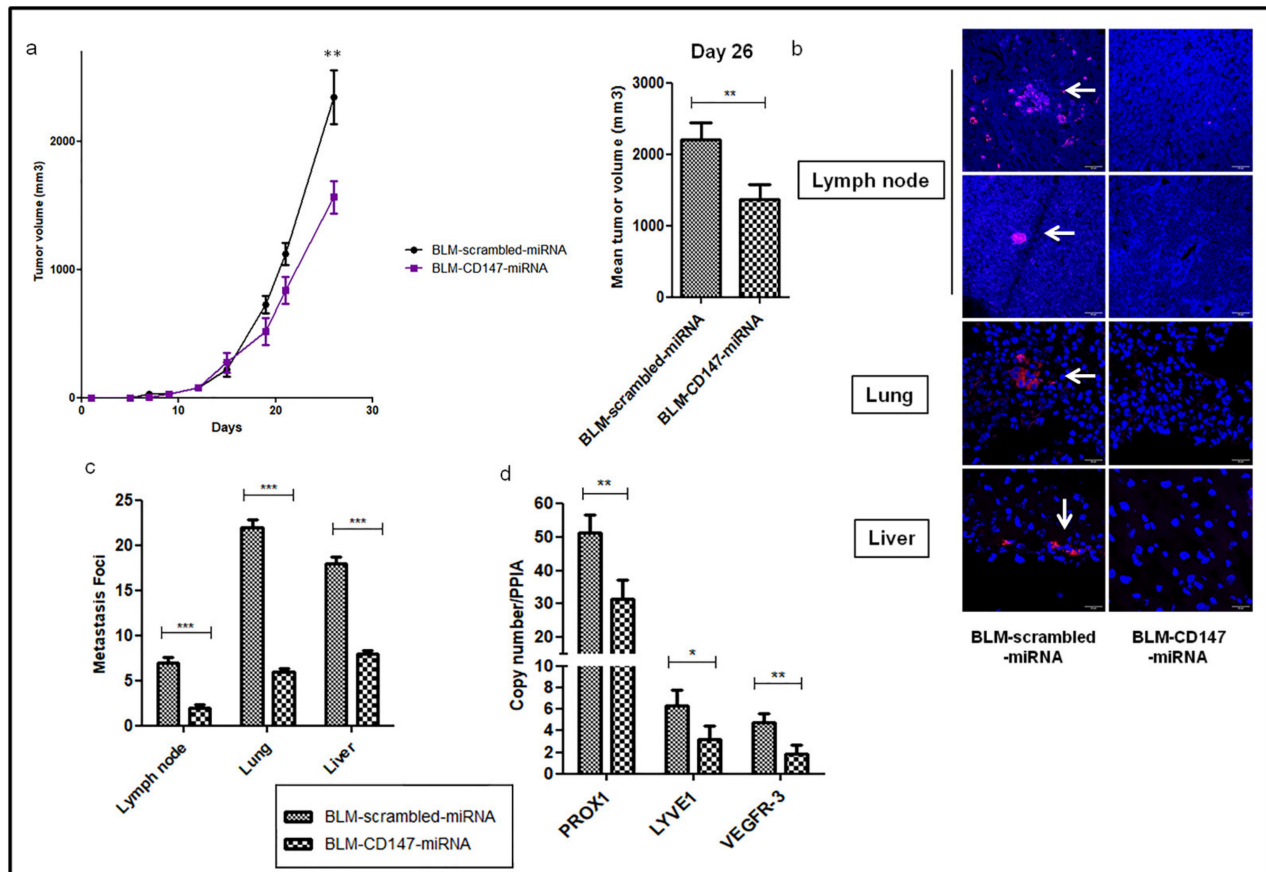 a
**
Tumor volume (mm3)
2000
1000
0
0
10
20
30
Days
BLM-scrambled-miRNA
BLM-CD147-miRNA
Day 26
**
Mean tumor volume (mm3)
3000
2000
1000
0
BLM-scrambled-miRNA
BLM-CD147-miRNA
b
Lymph node
Lung
Liver
BLM-scrambled
-miRNA
BLM-CD147
-miRNA
c
***
***
***
Metastasis Foci
25
20
15
10
5
0
Lymph node
Lung
Liver
BLM-scrambled-miRNA
BLM-CD147-miRNA
d
**
*
**
Copy number/PPIA
60
50
40
30
10
8
6
4
2
0
PROX1
LYVE1
VEGFR-3